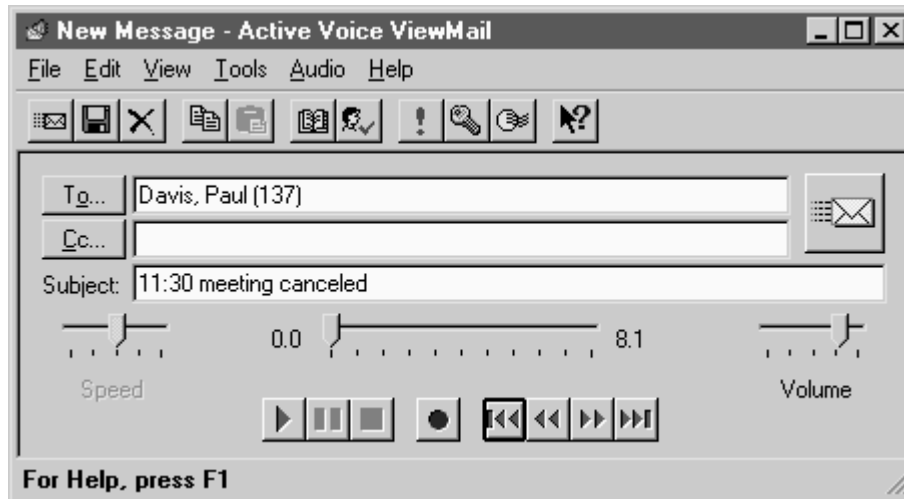 New Message - Active Voice ViewMail
File Edit View Tools Audio Help
To... Davis, Paul (137)
Cc...
Subject: 11:30 meeting canceled
0.0 8.1
Speed Volume
For Help, press F1